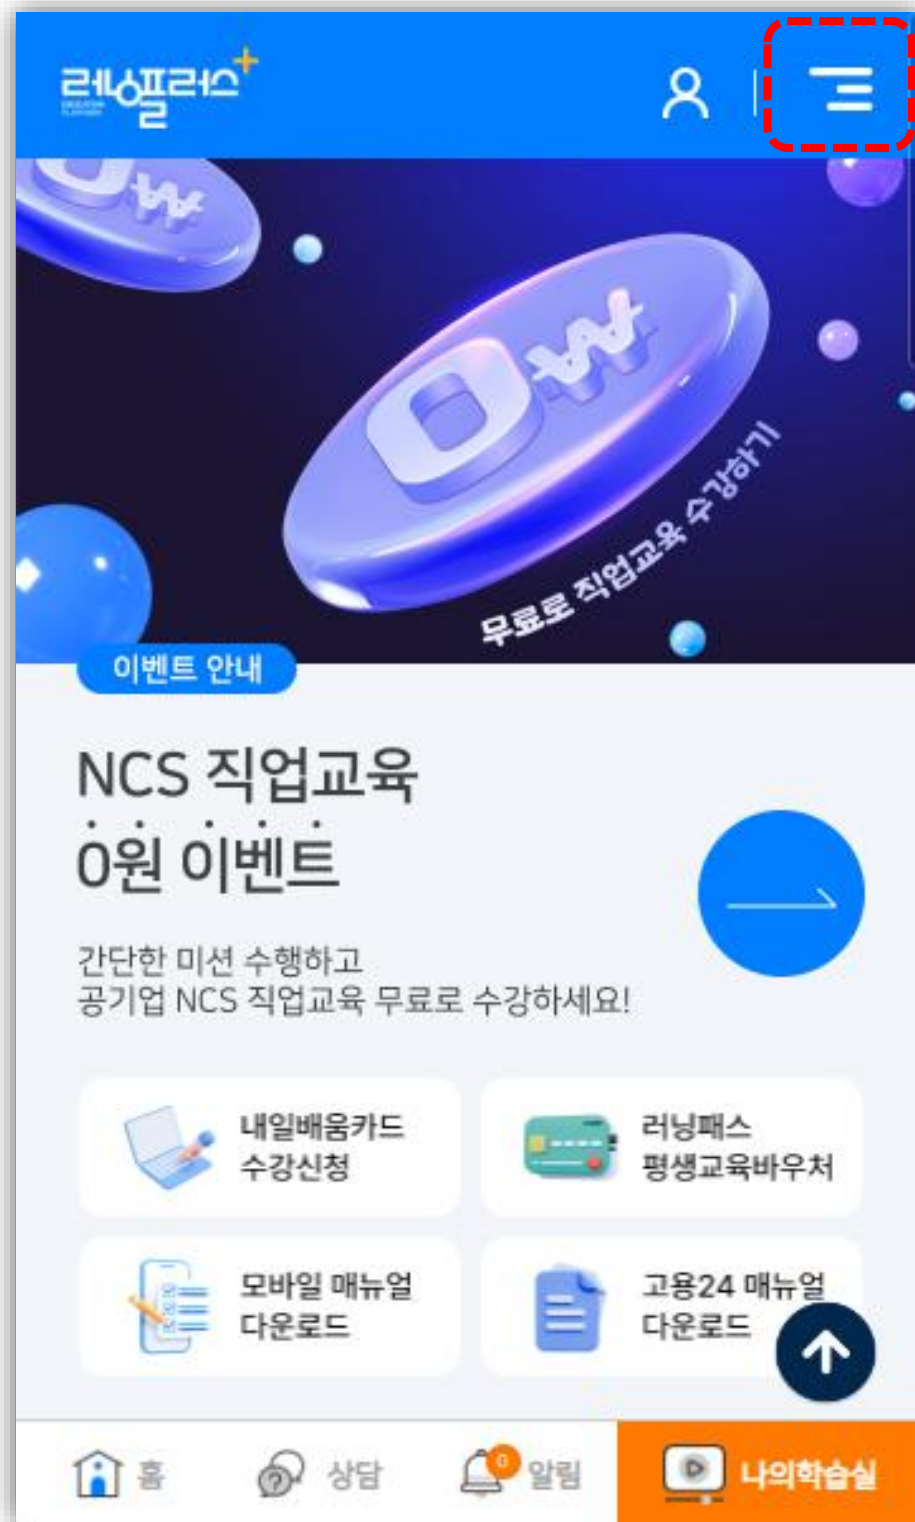 러닝플러스+
0₩
0₩
무료로 직업교육 수강하기
이벤트 안내
NCS 직업교육
0원 이벤트
간단한 미션 수행하고
공기업 NCS 직업교육 무료로 수강하세요!
내일배움카드
수강신청
러닝패스
평생교육바우처
모바일 매뉴얼
다운로드
고용24 매뉴얼
다운로드
홈
상담
0
알림
나의학습실